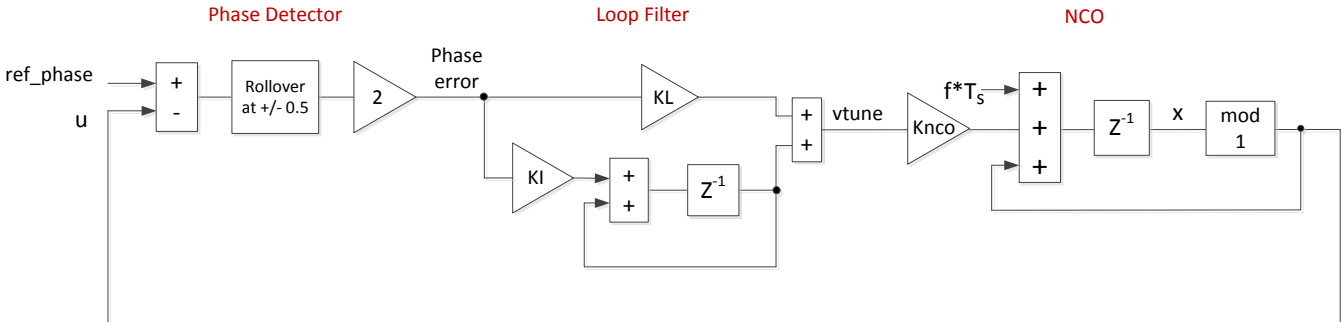 Phase Detector
Loop Filter
NCO
ref_phase
u
+
-
Rollover
at +/- 0.5
2
Phase
error
KL
KI
+
+
Z-1
+
+
vtune
Knco
f*TS
+
+
+
Z-1
x
mod
1